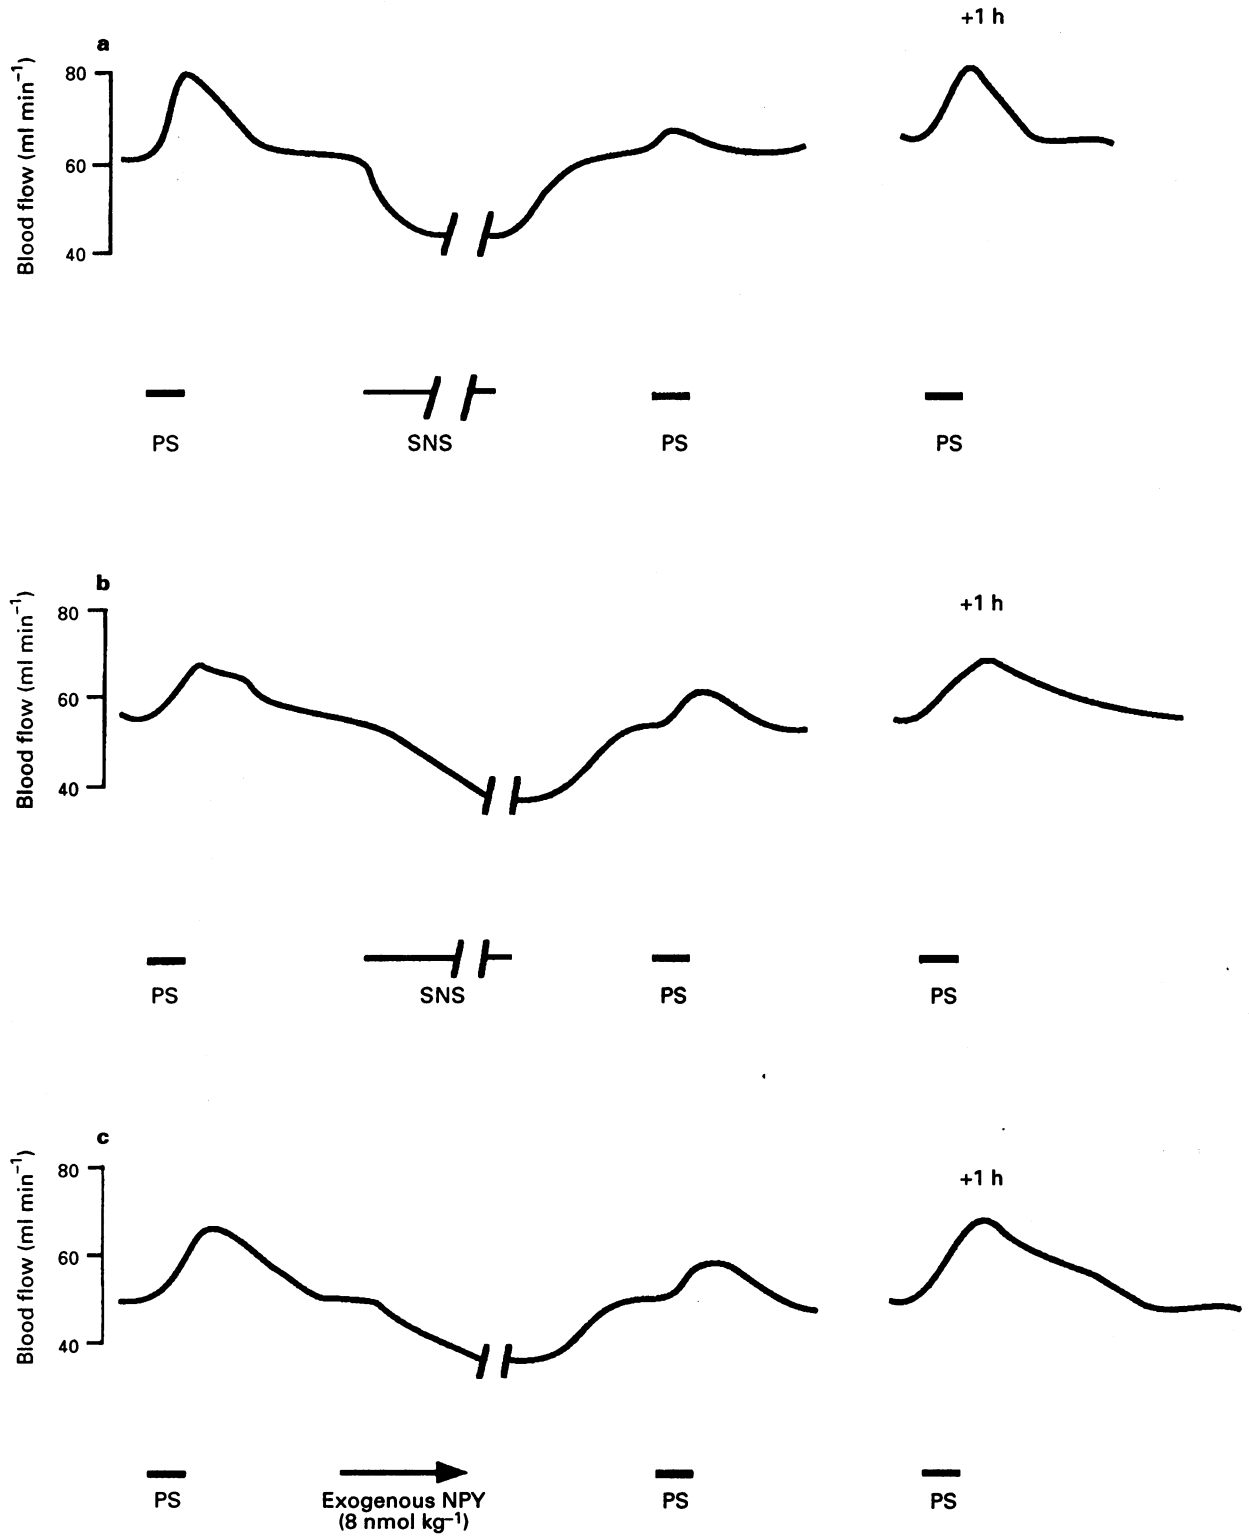 +1 h
a
Blood flow (ml min⁻¹)
80
60
40
PS
SNS
PS
PS
b
+1 h
Blood flow (ml min⁻¹)
80
60
40
PS
SNS
PS
PS
c
+1 h
Blood flow (ml min⁻¹)
80
60
40
PS
Exogenous NPY
(8 nmol kg⁻¹)
PS
PS